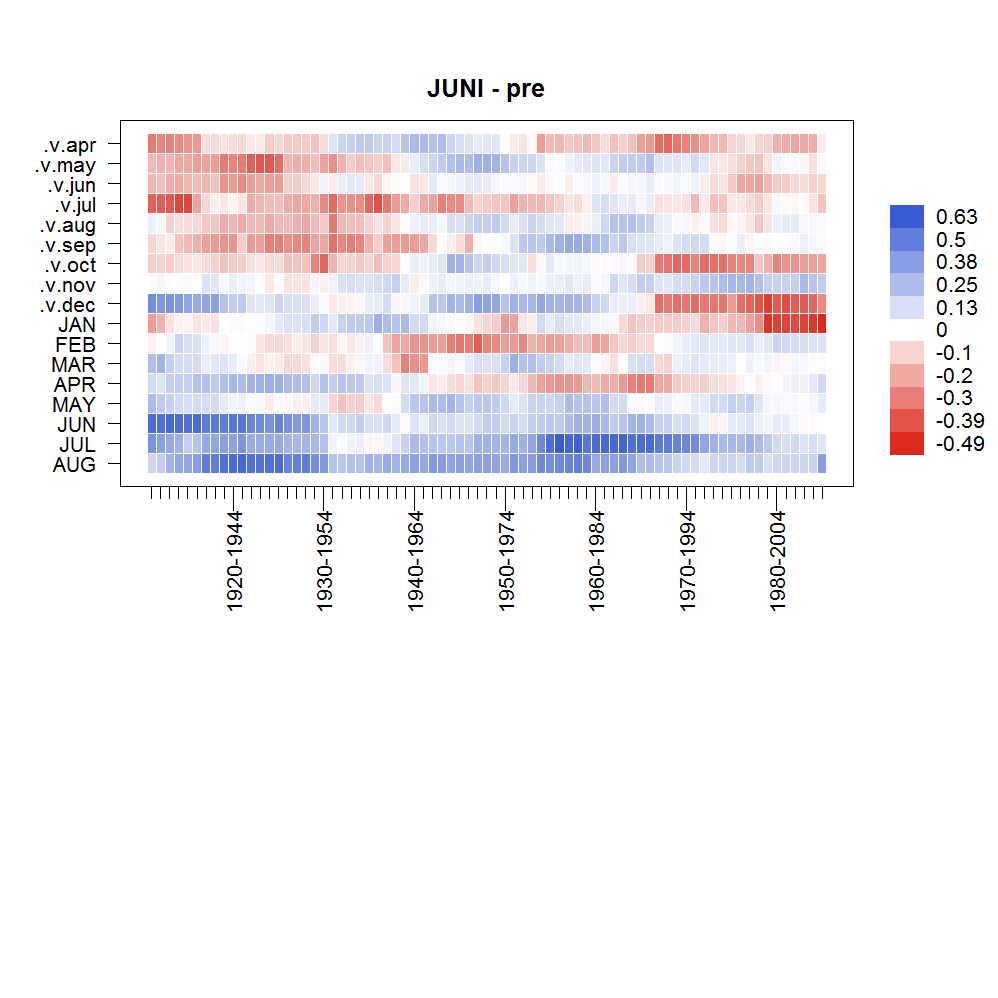 JUNI - pre
.v.apr
.v.may
.v.jun
.v.jul
.v.aug
.v.sep
.v.oct
.v.nov
.v.dec
JAN
FEB
MAR
APR
MAY
JUN
JUL
AUG
1920-1944
1930-1954
1940-1964
1950-1974
1960-1984
1970-1994
1980-2004
0.63
0.5
0.38
0.25
0.13
0
-0.1
-0.2
-0.3
-0.39
-0.49